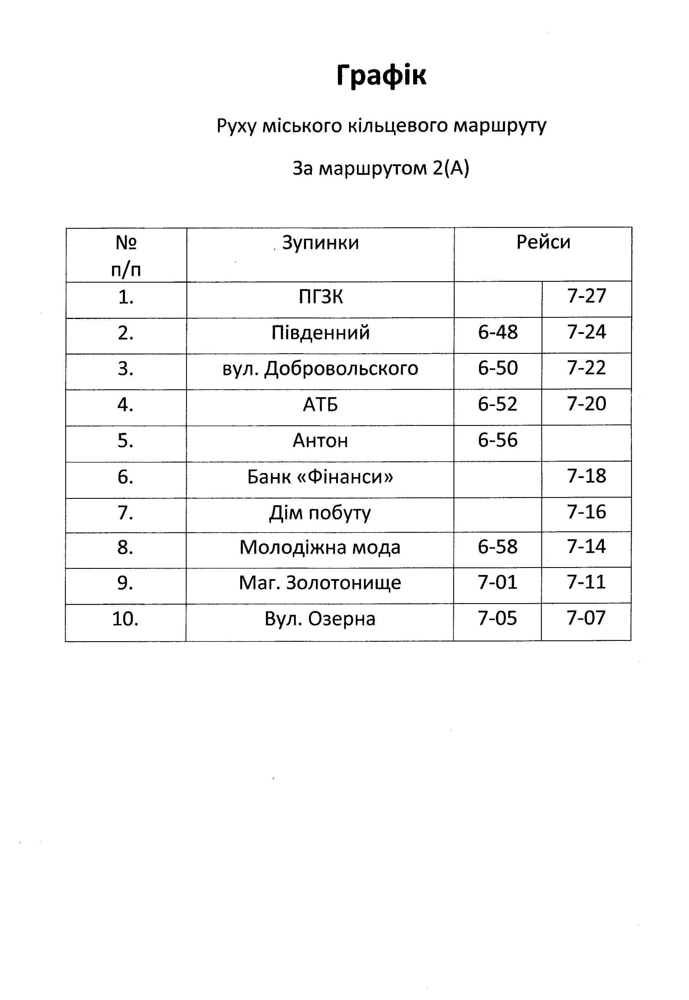 Графік
Руху міського кільцевого маршруту
За маршрутом 2(А)
№ п/п Зупинки Рейси
1. ПГЗК 7-27
2. Південний 6-48 7-24
3. вул. Добровольского 6-50 7-22
4. АТБ 6-52 7-20
5. Антон 6-56
6. Банк «Фінанси» 7-18
7. Дім побуту 7-16
8. Молодіжна мода 6-58 7-14
9. Маг. Золотонище 7-01 7-11
10. Вул. Озерна 7-05 7-07